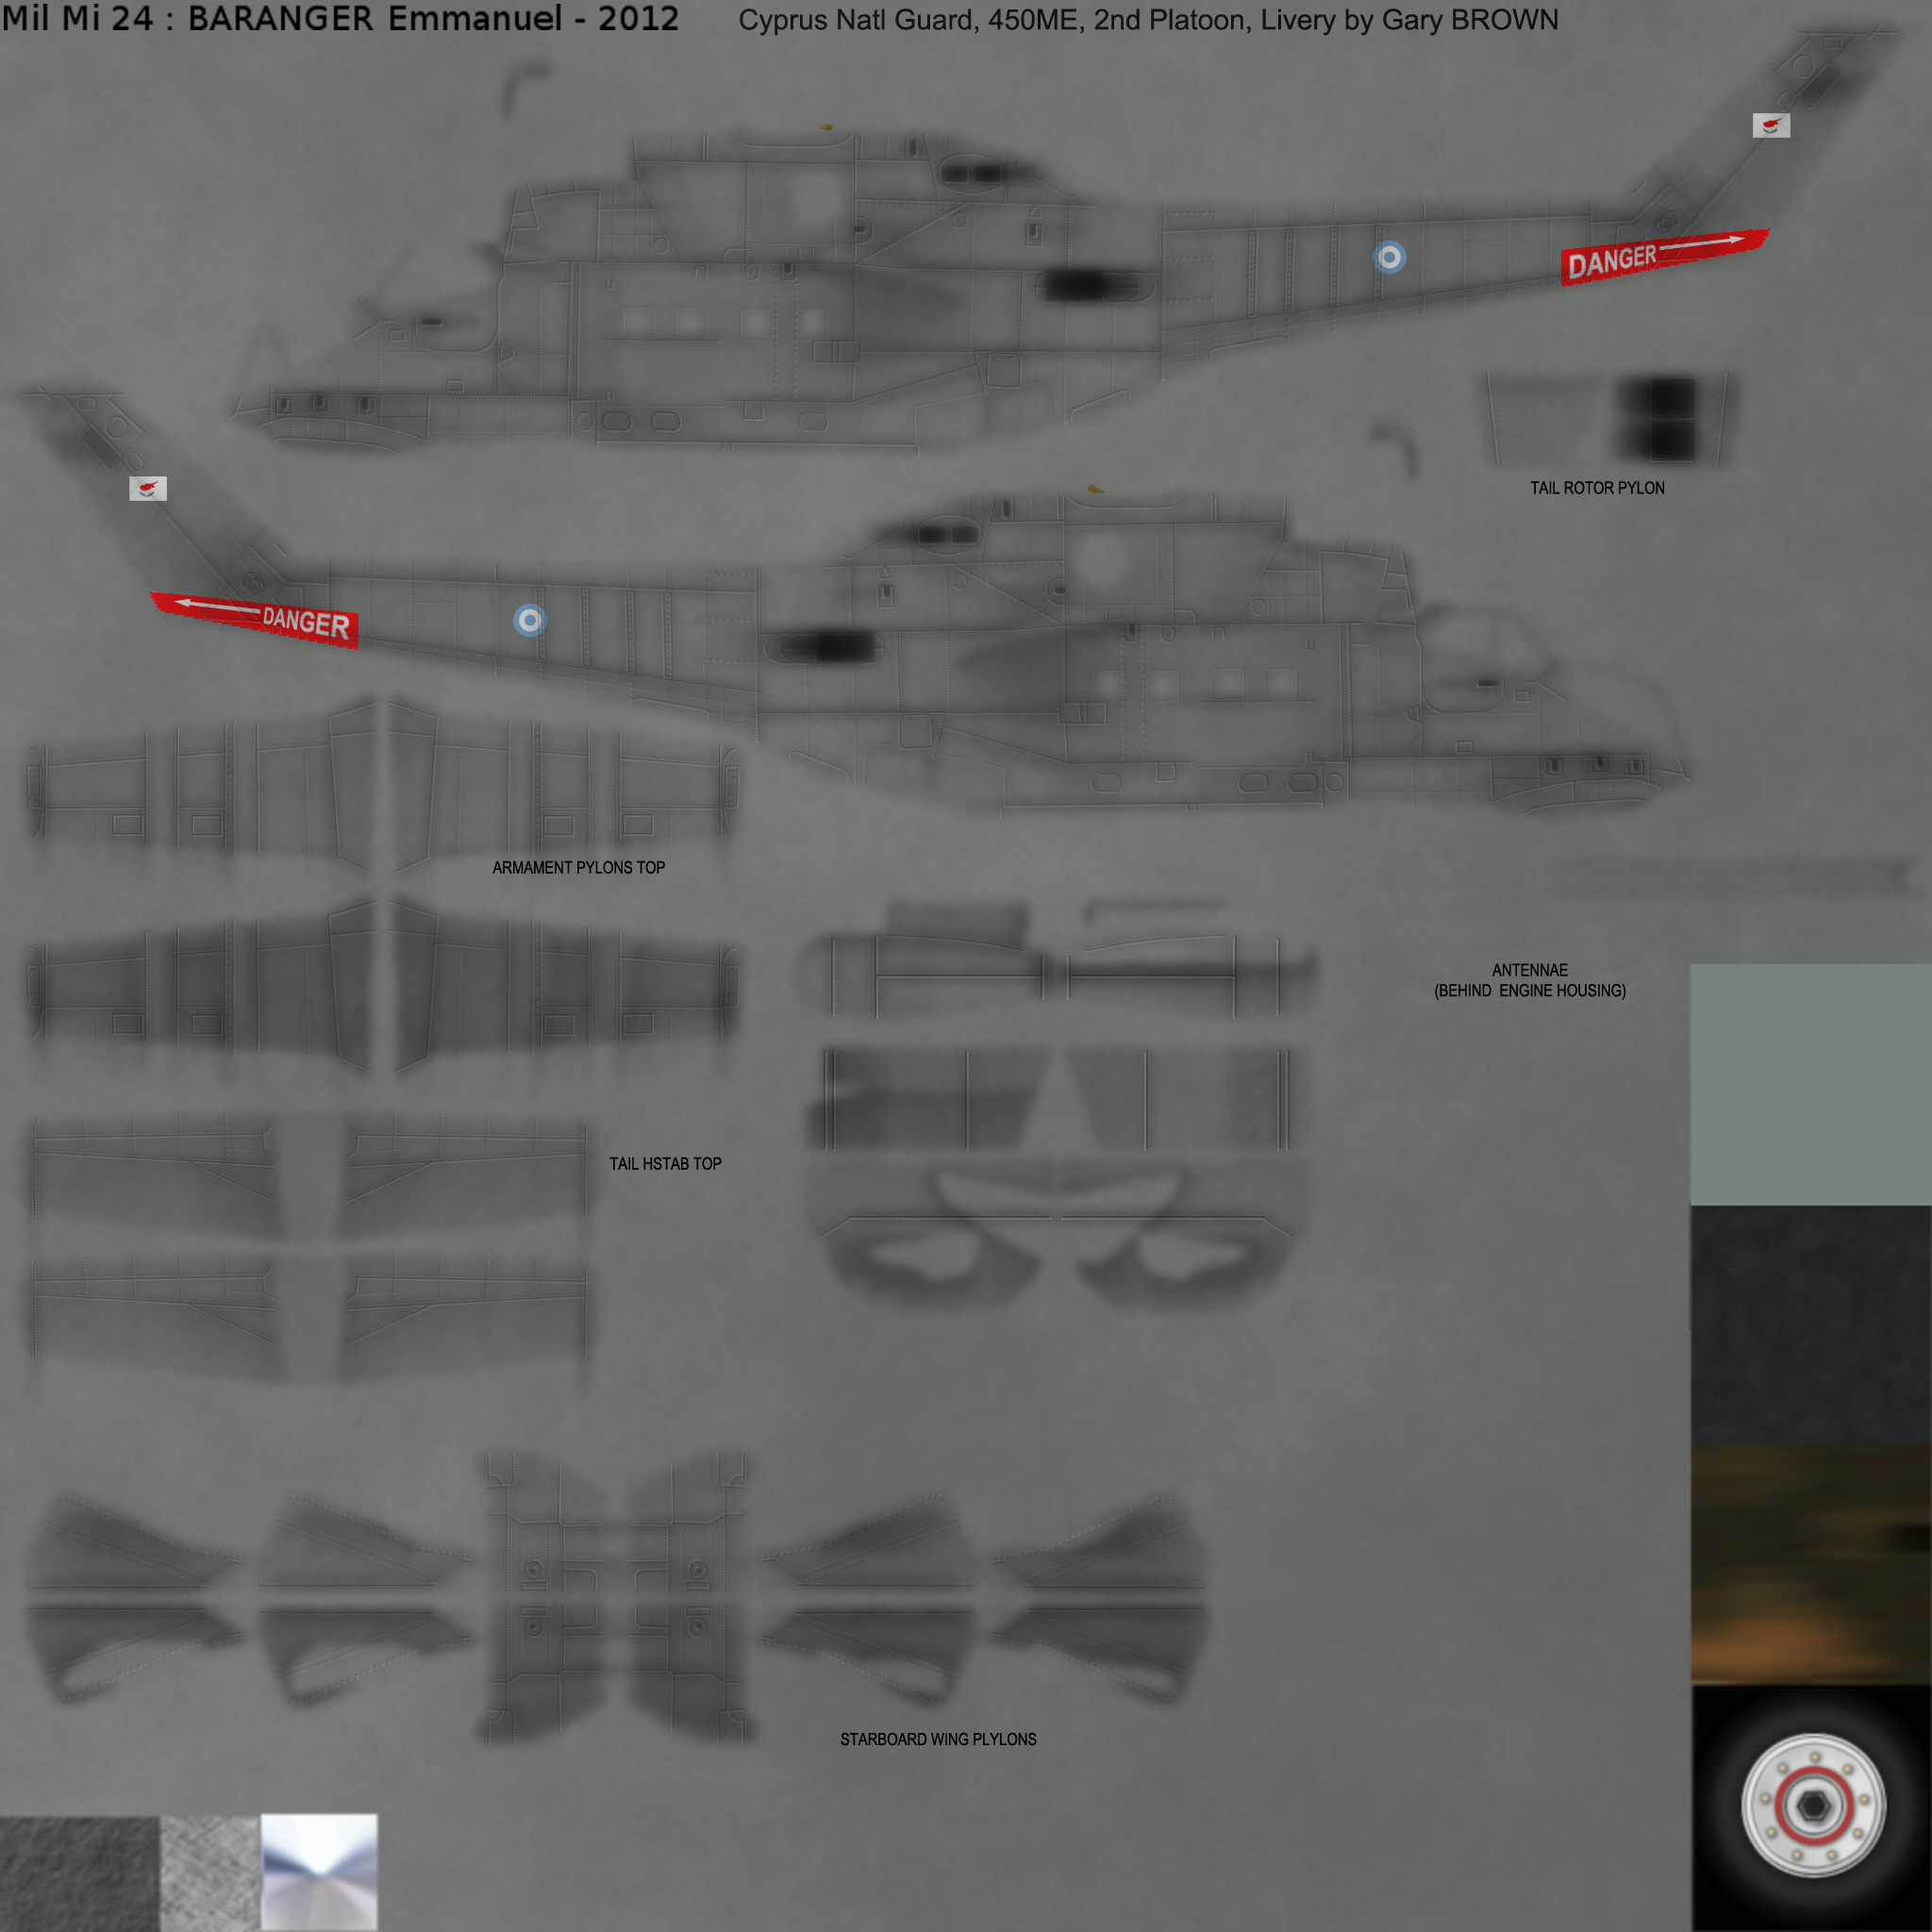 Mil Mi 24 : BARANGER Emmanuel - 2012
Cyprus Natl Guard, 450ME, 2nd Platoon, Livery by Gary BROWN
DANGER
TAIL ROTOR PYLON
DANGER
ARMAMENT PYLONS TOP
ANTENNAE
(BEHIND ENGINE HOUSING)
TAIL HSTAB TOP
STARBOARD WING PLYLONS